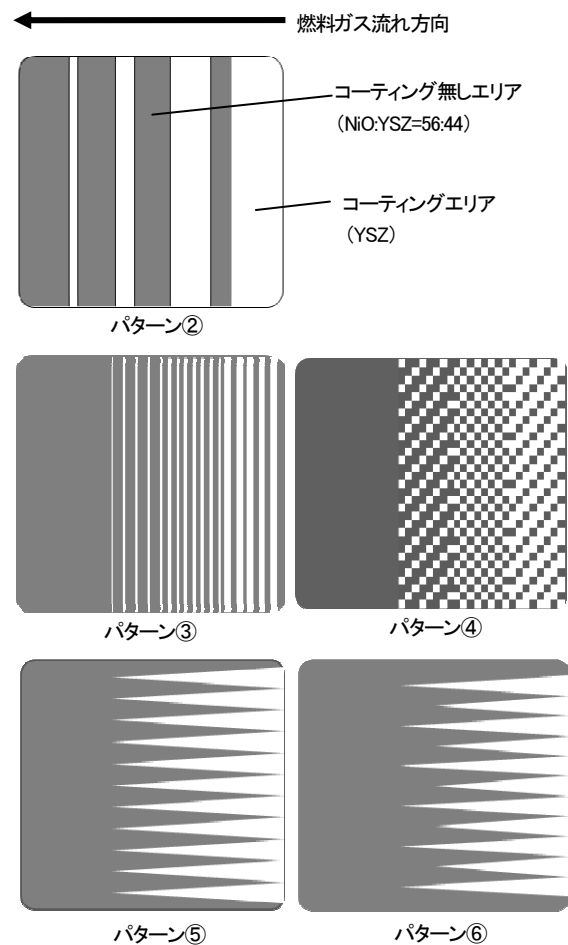 燃料ガス流れ方向
コーティング無しエリア
（NiO:YSZ=56:44）
コーティングエリア
（YSZ）
パターン②
パターン③
パターン④
パターン⑤
パターン⑥